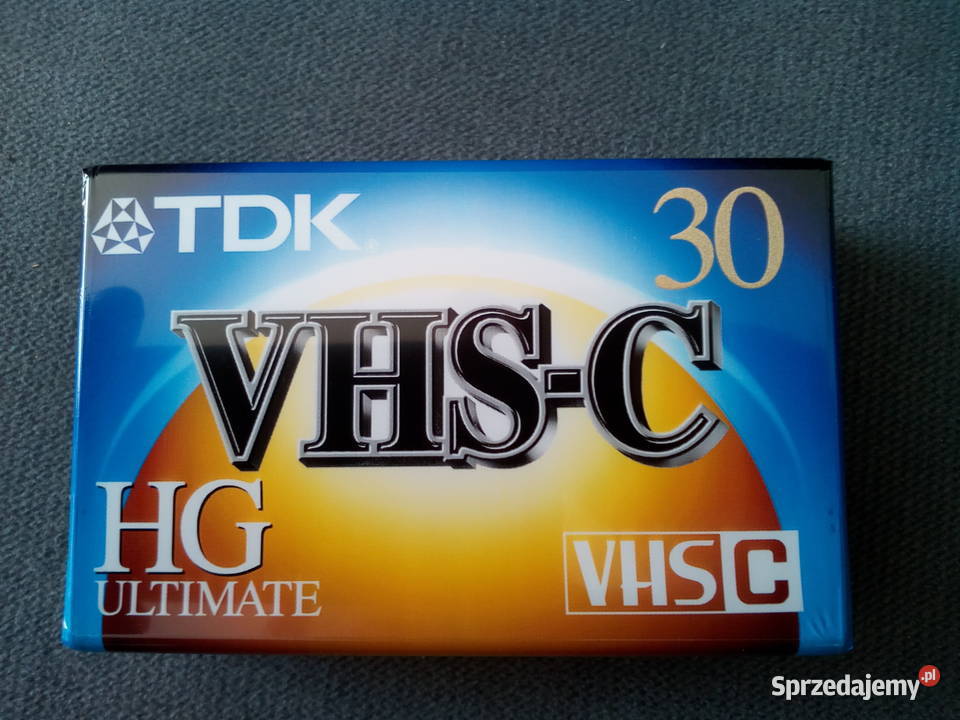 TDK®
30
VHS-C
HG
ULTIMATE
VHS C
Sprzedajemy.pl